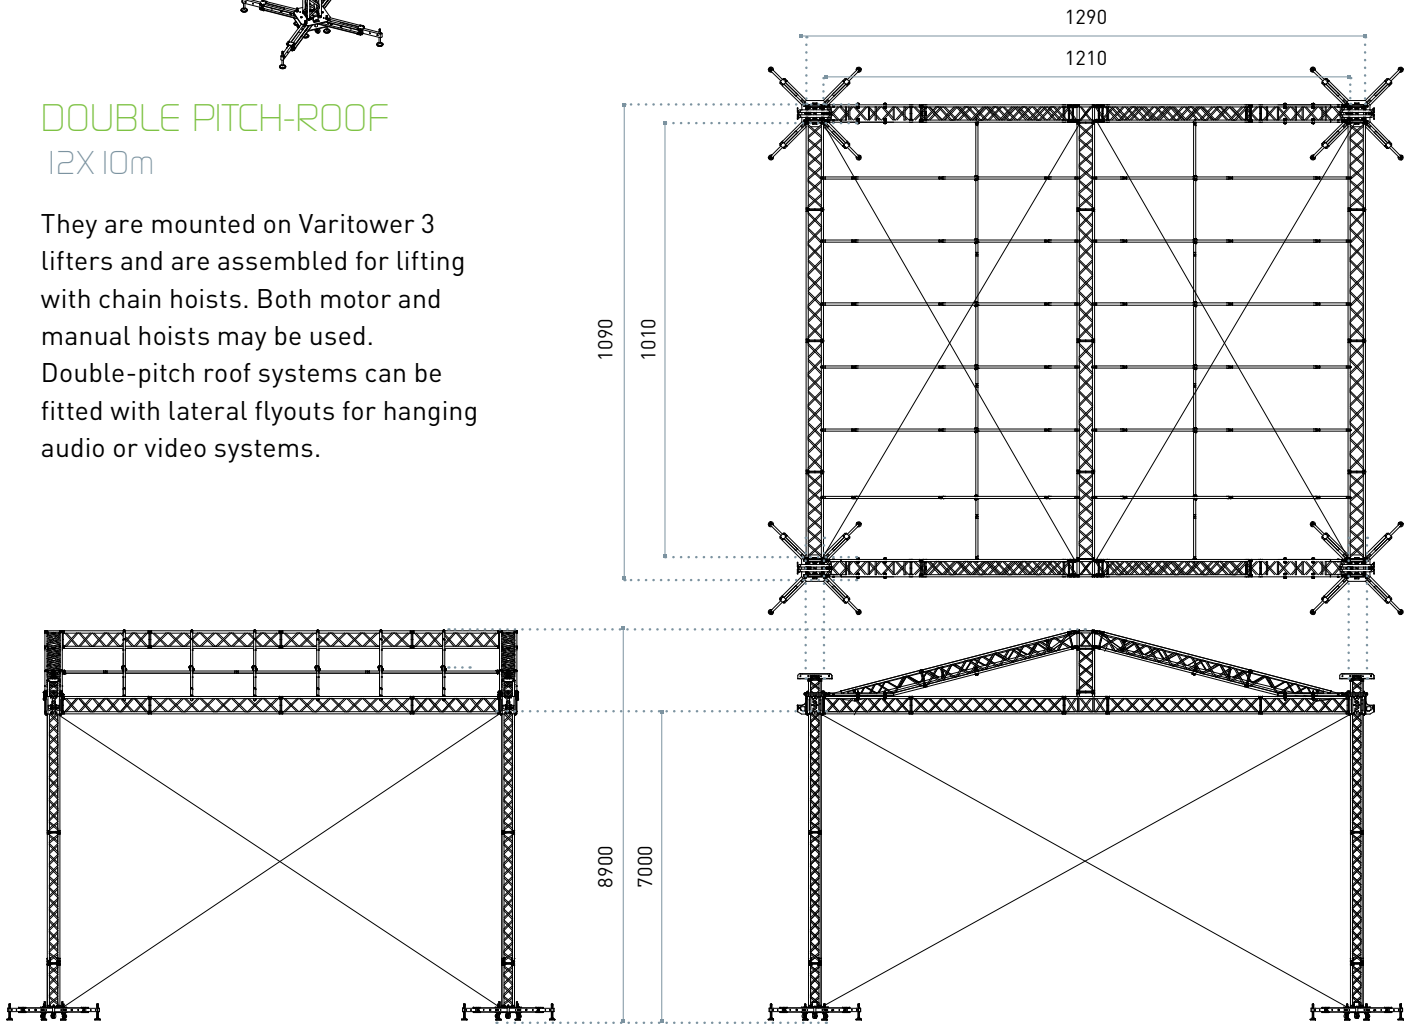 DOUBLE PITCH-ROOF
12X10m
They are mounted on Varitower 3
lifters and are assembled for lifting
with chain hoists. Both motor and
manual hoists may be used.
Double-pitch roof systems can be
fitted with lateral flyouts for hanging
audio or video systems.
1290
1210
1090
1010
8900
7000